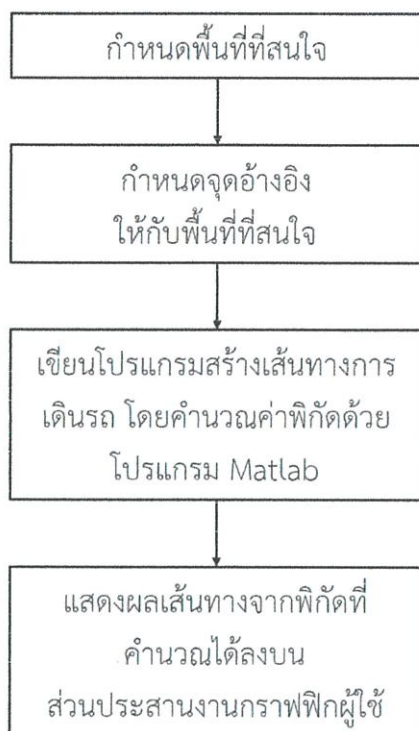 กำหนดพื้นที่ที่สนใจ
กำหนดจุดอ้างอิง
ให้กับพื้นที่ที่สนใจ
เขียนโปรแกรมสร้างเส้นทางการ
เดินรถ โดยคำนวณค่าพิกัดด้วย
โปรแกรม Matlab
แสดงผลเส้นทางจากพิกัดที่
คำนวณได้ลงบน
ส่วนประสานงานกราฟฟิกผู้ใช้